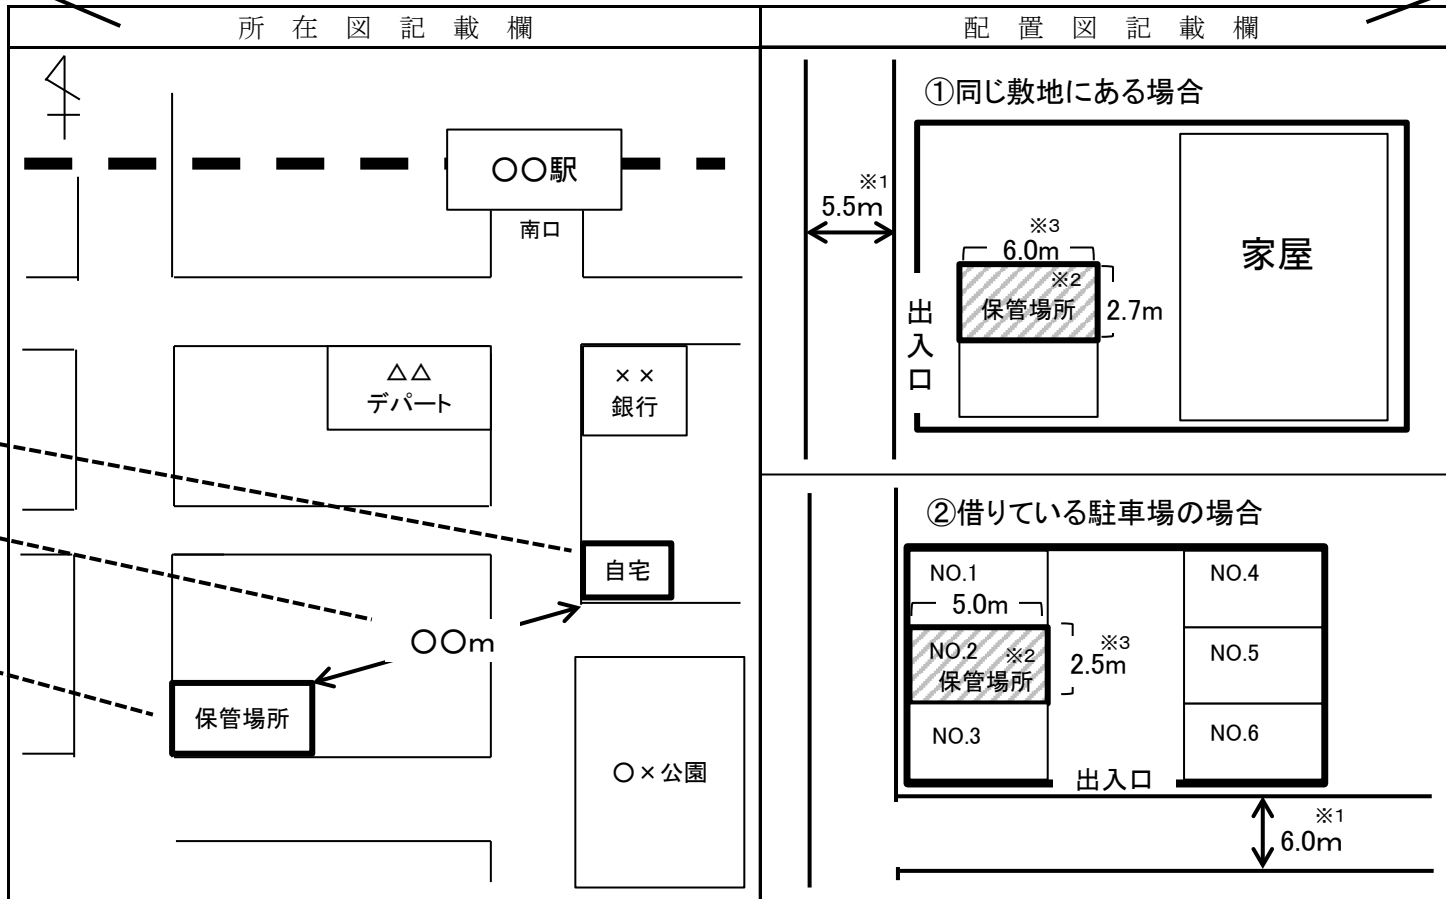 所在図記載欄
〇〇駅
南口
△△
デパート
××
銀行
自宅
〇〇m
保管場所
〇×公園
配置図記載欄
①同じ敷地にある場合
※1
5.5m
※3
6.0m
※2
保管場所
2.7m
出入口
家屋
②借りている駐車場の場合
NO.1
5.0m
NO.2 ※2
保管場所
※3
2.5m
NO.3
NO.4
NO.5
NO.6
出入口
※1
6.0m